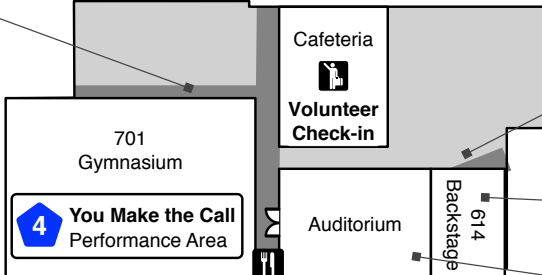 Cafeteria
Volunteer
Check-in
701
Gymnasium
4
You Make the Call
Performance Area
Auditorium
614
Backstage